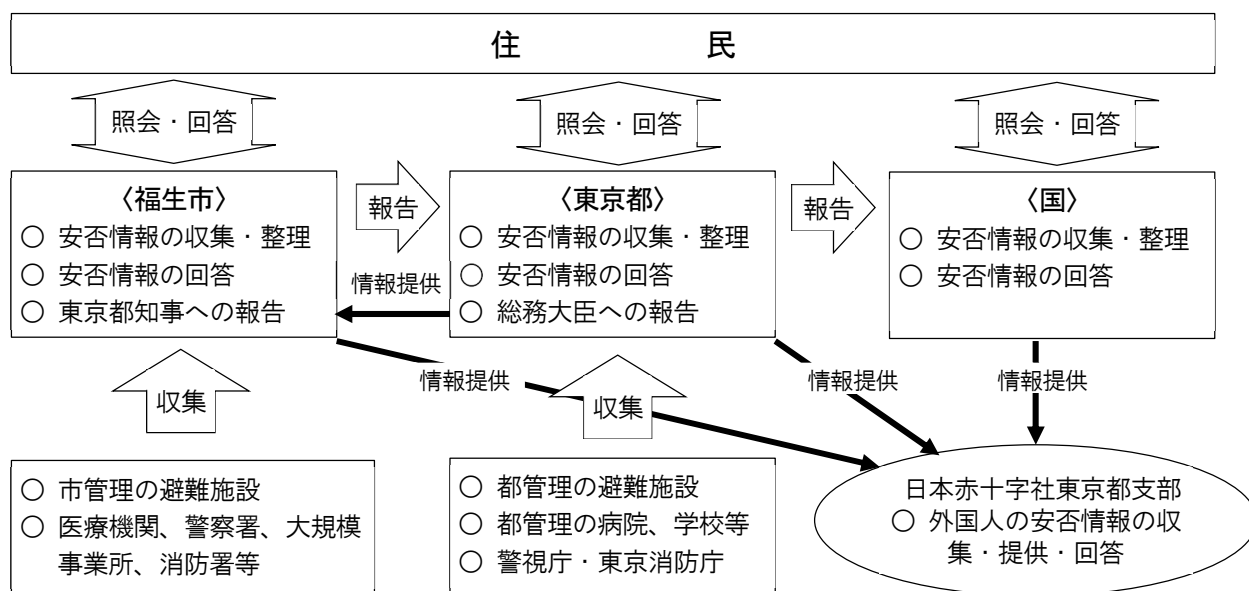 住 民
照会・回答
照会・回答
照会・回答
〈福生市〉
○ 安否情報の収集・整理
○ 安否情報の回答
○ 東京都知事への報告
報告
情報提供
〈東京都〉
○ 安否情報の収集・整理
○ 安否情報の回答
○ 総務大臣への報告
報告
〈国〉
○ 安否情報の収集・整理
○ 安否情報の回答
収集
情報提供
収集
情報提供
情報提供
○ 市管理の避難施設
○ 医療機関、警察署、大規模
事業所、消防署等
○ 都管理の避難施設
○ 都管理の病院、学校等
○ 警視庁・東京消防庁
日本赤十字社東京都支部
○ 外国人の安否情報の収
集・提供・回答